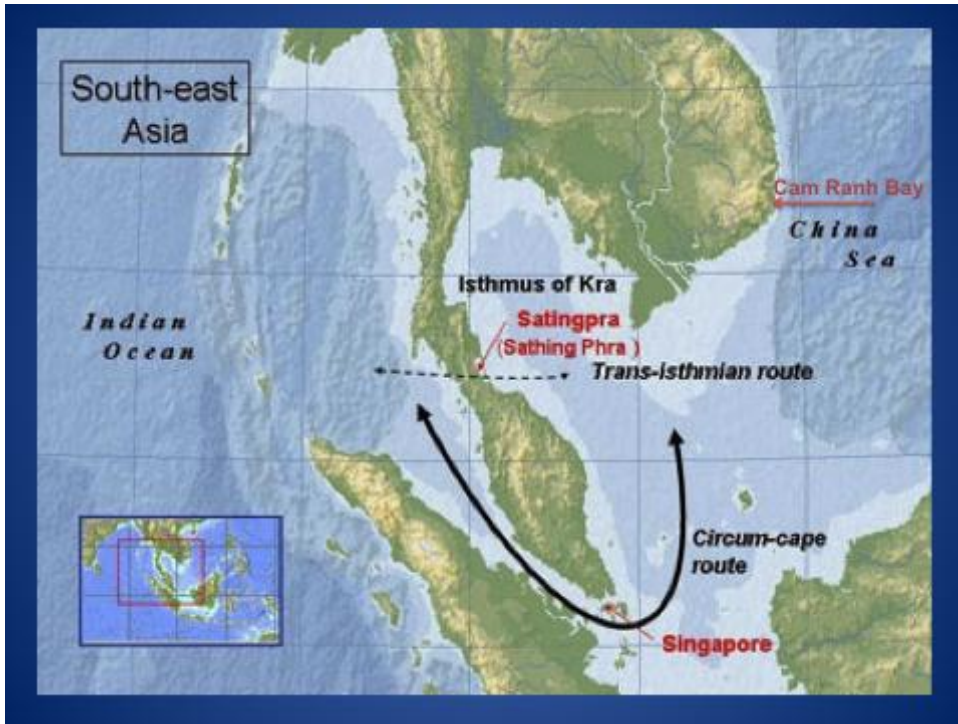 South-east
Asia
Cam Ranh Bay
China
Sea
Isthmus of Kra
Indian
Ocean
Satingpra
(Sathing Phra )
Trans-isthmian route
Circum-cape
route
Singapore